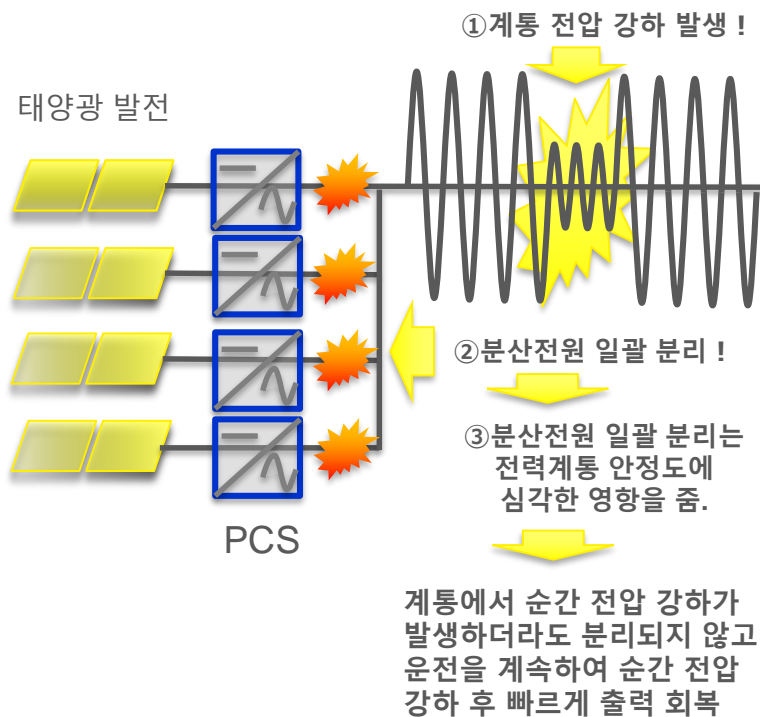 ①계통 전압 강하 발생 !
태양광 발전
②분산전원 일괄 분리 !
③분산전원 일괄 분리는
전력계통 안정도에
심각한 영향을 줌.
PCS
계통에서 순간 전압 강하가
발생하더라도 분리되지 않고
운전을 계속하여 순간 전압
강하 후 빠르게 출력 회복